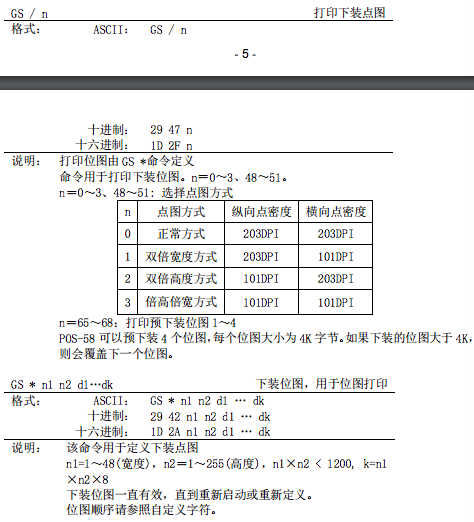 GS / n 打印下装点图
格式: ASCII: GS / n
- 5 -
十进制: 29 47 n
十六进制: 1D 2F n
说明: 打印位图由GS *命令定义
命令用于打印下装位图。n=0～3、48～51。
n=0～3、48～51: 选择点图方式
n 点图方式 纵向点密度 横向点密度
0 正常方式 203DPI 203DPI
1 双倍宽度方式 203DPI 101DPI
2 双倍高度方式 101DPI 203DPI
3 倍高倍宽方式 101DPI 101DPI
n=65～68: 打印预下装位图1～4
POS-58 可以预下装4个位图,每个位图大小为4K字节。如果下装的位图大于4K,
则会覆盖下一个位图。
GS * n1 n2 d1…dk 下装位图, 用于位图打印
格式: ASCII: GS * n1 n2 d1 … dk
十进制: 29 42 n1 n2 d1 … dk
十六进制: 1D 2A n1 n2 d1 … dk
说明: 该命令用于定义下装点图
n1=1～48(宽度), n2=1～255(高度), n1×n2 < 1200, k=n1
×n2×8
下装位图一直有效, 直到重新启动或重新定义。
位图顺序请参照自定义字符。